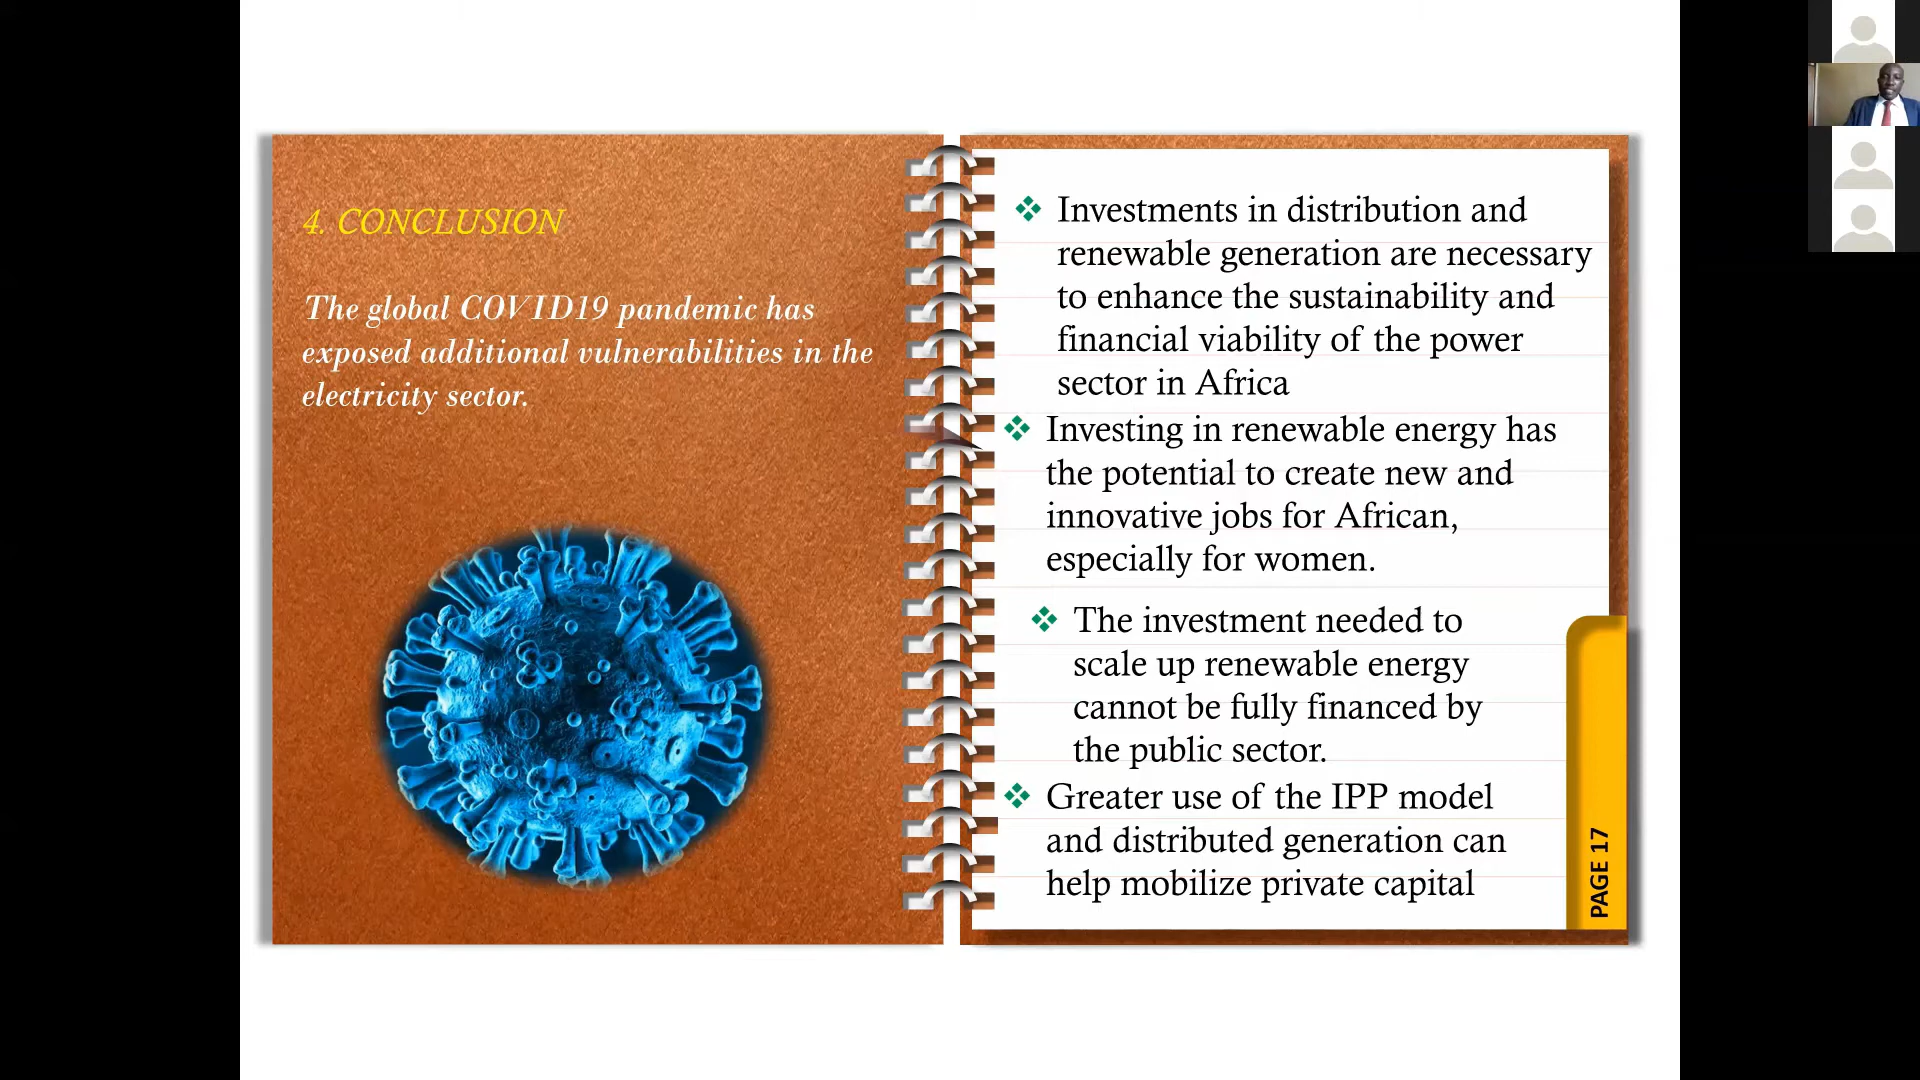 4. CONCLUSION
The global COVID19 pandemic has
exposed additional vulnerabilities in the
electricity sector.
❖ Investments in distribution and
renewable generation are necessary
to enhance the sustainability and
financial viability of the power
sector in Africa
❖ Investing in renewable energy has
the potential to create new and
innovative jobs for African,
especially for women.
❖ The investment needed to
scale up renewable energy
cannot be fully financed by
the public sector.
❖ Greater use of the IPP model
and distributed generation can
help mobilize private capital
PAGE 17